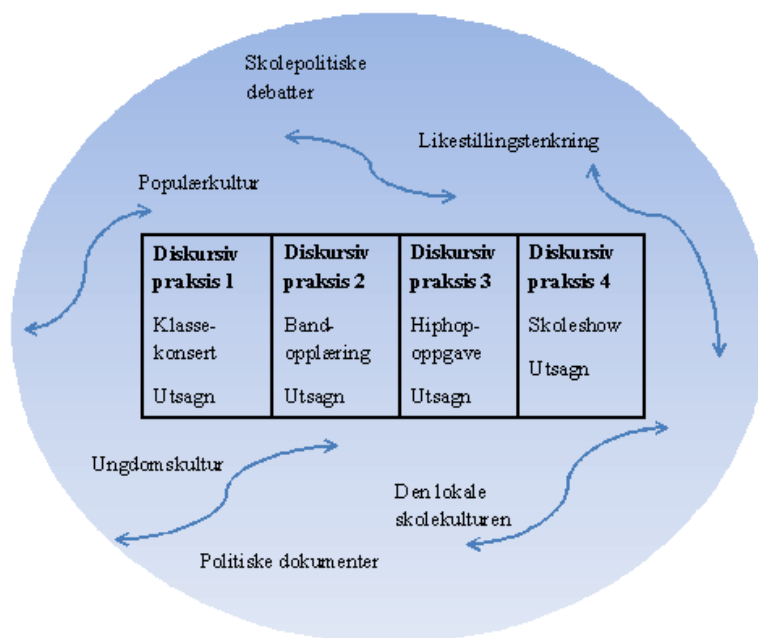 Skolepolitiske
debatter
Likestillingstenkning
Populærkultur
Diskursiv
praksis 1
Klasse-
konsert
Utsagn
Diskursiv
praksis 2
Band-
opplæring
Utsagn
Diskursiv
praksis 3
Hiphop-
oppgave
Utsagn
Diskursiv
praksis 4
Skoleshow
Utsagn
Ungdomskultur
Den lokale
skolekulturen
Politiske dokumenter